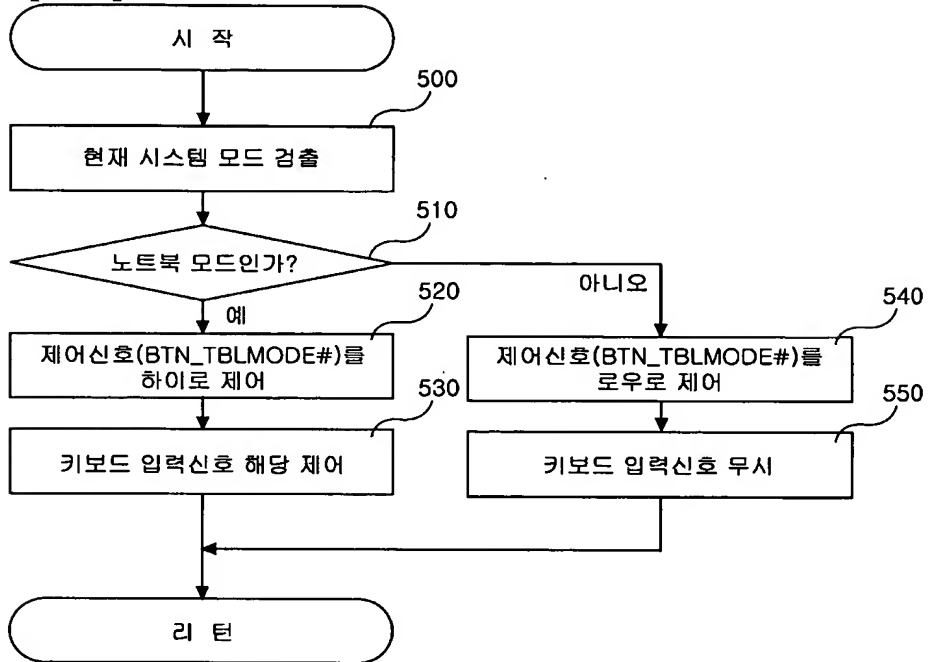 시 작
500
현재 시스템 모드 검출
510
노트북 모드인가?
아니오
예
520
540
제어신호(BTN_TBLMODE#)를
하이로 제어
제어신호(BTN_TBLMODE#)를
로우로 제어
530
550
키보드 입력신호 해당 제어
키보드 입력신호 무시
리 턴